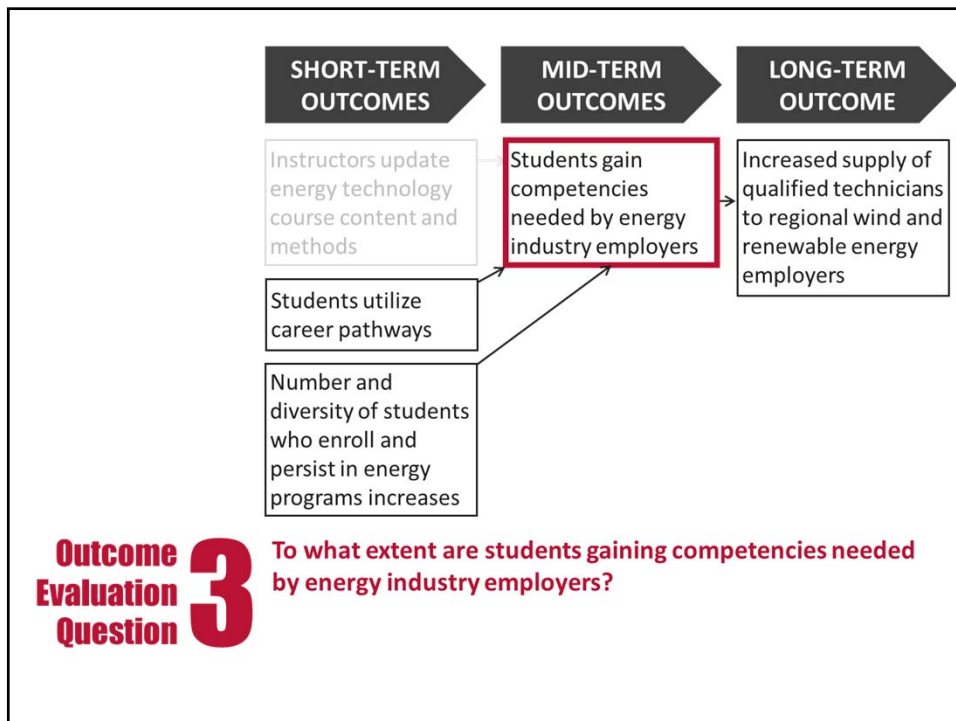 SHORT-TERM
OUTCOMES
MID-TERM
OUTCOMES
LONG-TERM
OUTCOME
Instructors update
energy technology
course content and
methods
Students utilize
career pathways
Number and
diversity of students
who enroll and
persist in energy
programs increases
Students gain
competencies
needed by energy
industry employers
Increased supply of
qualified technicians
to regional wind and
renewable energy
employers
Outcome
Evaluation
Question
3
To what extent are students gaining competencies needed
by energy industry employers?